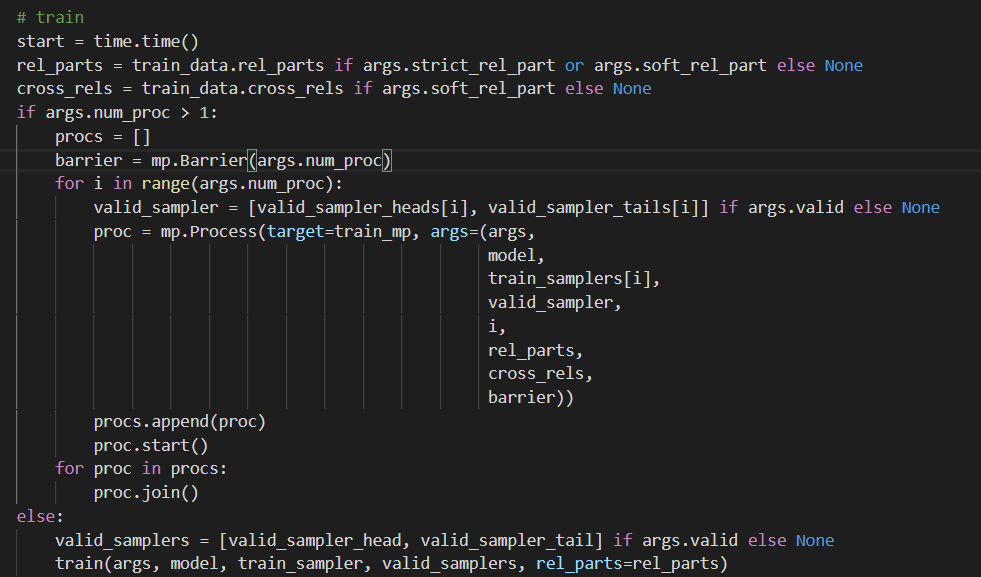 # train
start = time.time()
rel_parts = train_data.rel_parts if args.strict_rel_part or args.soft_rel_part else None
cross_rels = train_data.cross_rels if args.soft_rel_part else None
if args.num_proc > 1:
    procs = []
    barrier = mp.Barrier(args.num_proc)
    for i in range(args.num_proc):
        valid_sampler = [valid_sampler_heads[i], valid_sampler_tails[i]] if args.valid else None
        proc = mp.Process(target=train_mp, args=(args,
                                                 model,
                                                 train_samplers[i],
                                                 valid_sampler,
                                                 i,
                                                 rel_parts,
                                                 cross_rels,
                                                 barrier))
        procs.append(proc)
        proc.start()
    for proc in procs:
        proc.join()
else:
    valid_samplers = [valid_sampler_head, valid_sampler_tail] if args.valid else None
    train(args, model, train_sampler, valid_samplers, rel_parts=rel_parts)